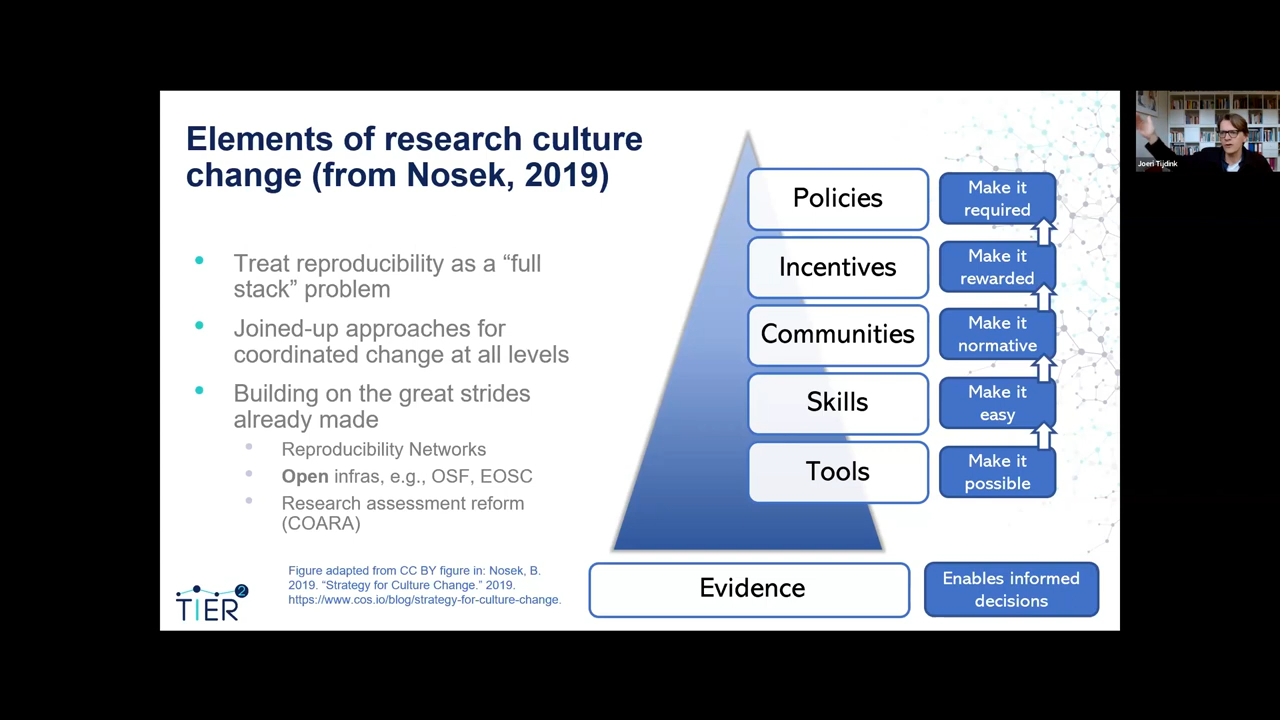 Elements of research culture
change (from Nosek, 2019)
Treat reproducibility as a “full
stack” problem
Joined-up approaches for
coordinated change at all levels
Building on the great strides
already made
Reproducibility Networks
Open infras, e.g., OSF, EOSC
Research assessment reform
(COARA)
Figure adapted from CC BY figure in: Nosek, B.
2019. “Strategy for Culture Change.” 2019.
https://www.cos.io/blog/strategy-for-culture-change.
TIER2
Policies
Make it
required
Incentives
Make it
rewarded
Communities
Make it
normative
Skills
Make it
easy
Tools
Make it
possible
Evidence
Enables informed
decisions
Joeri Tijdink